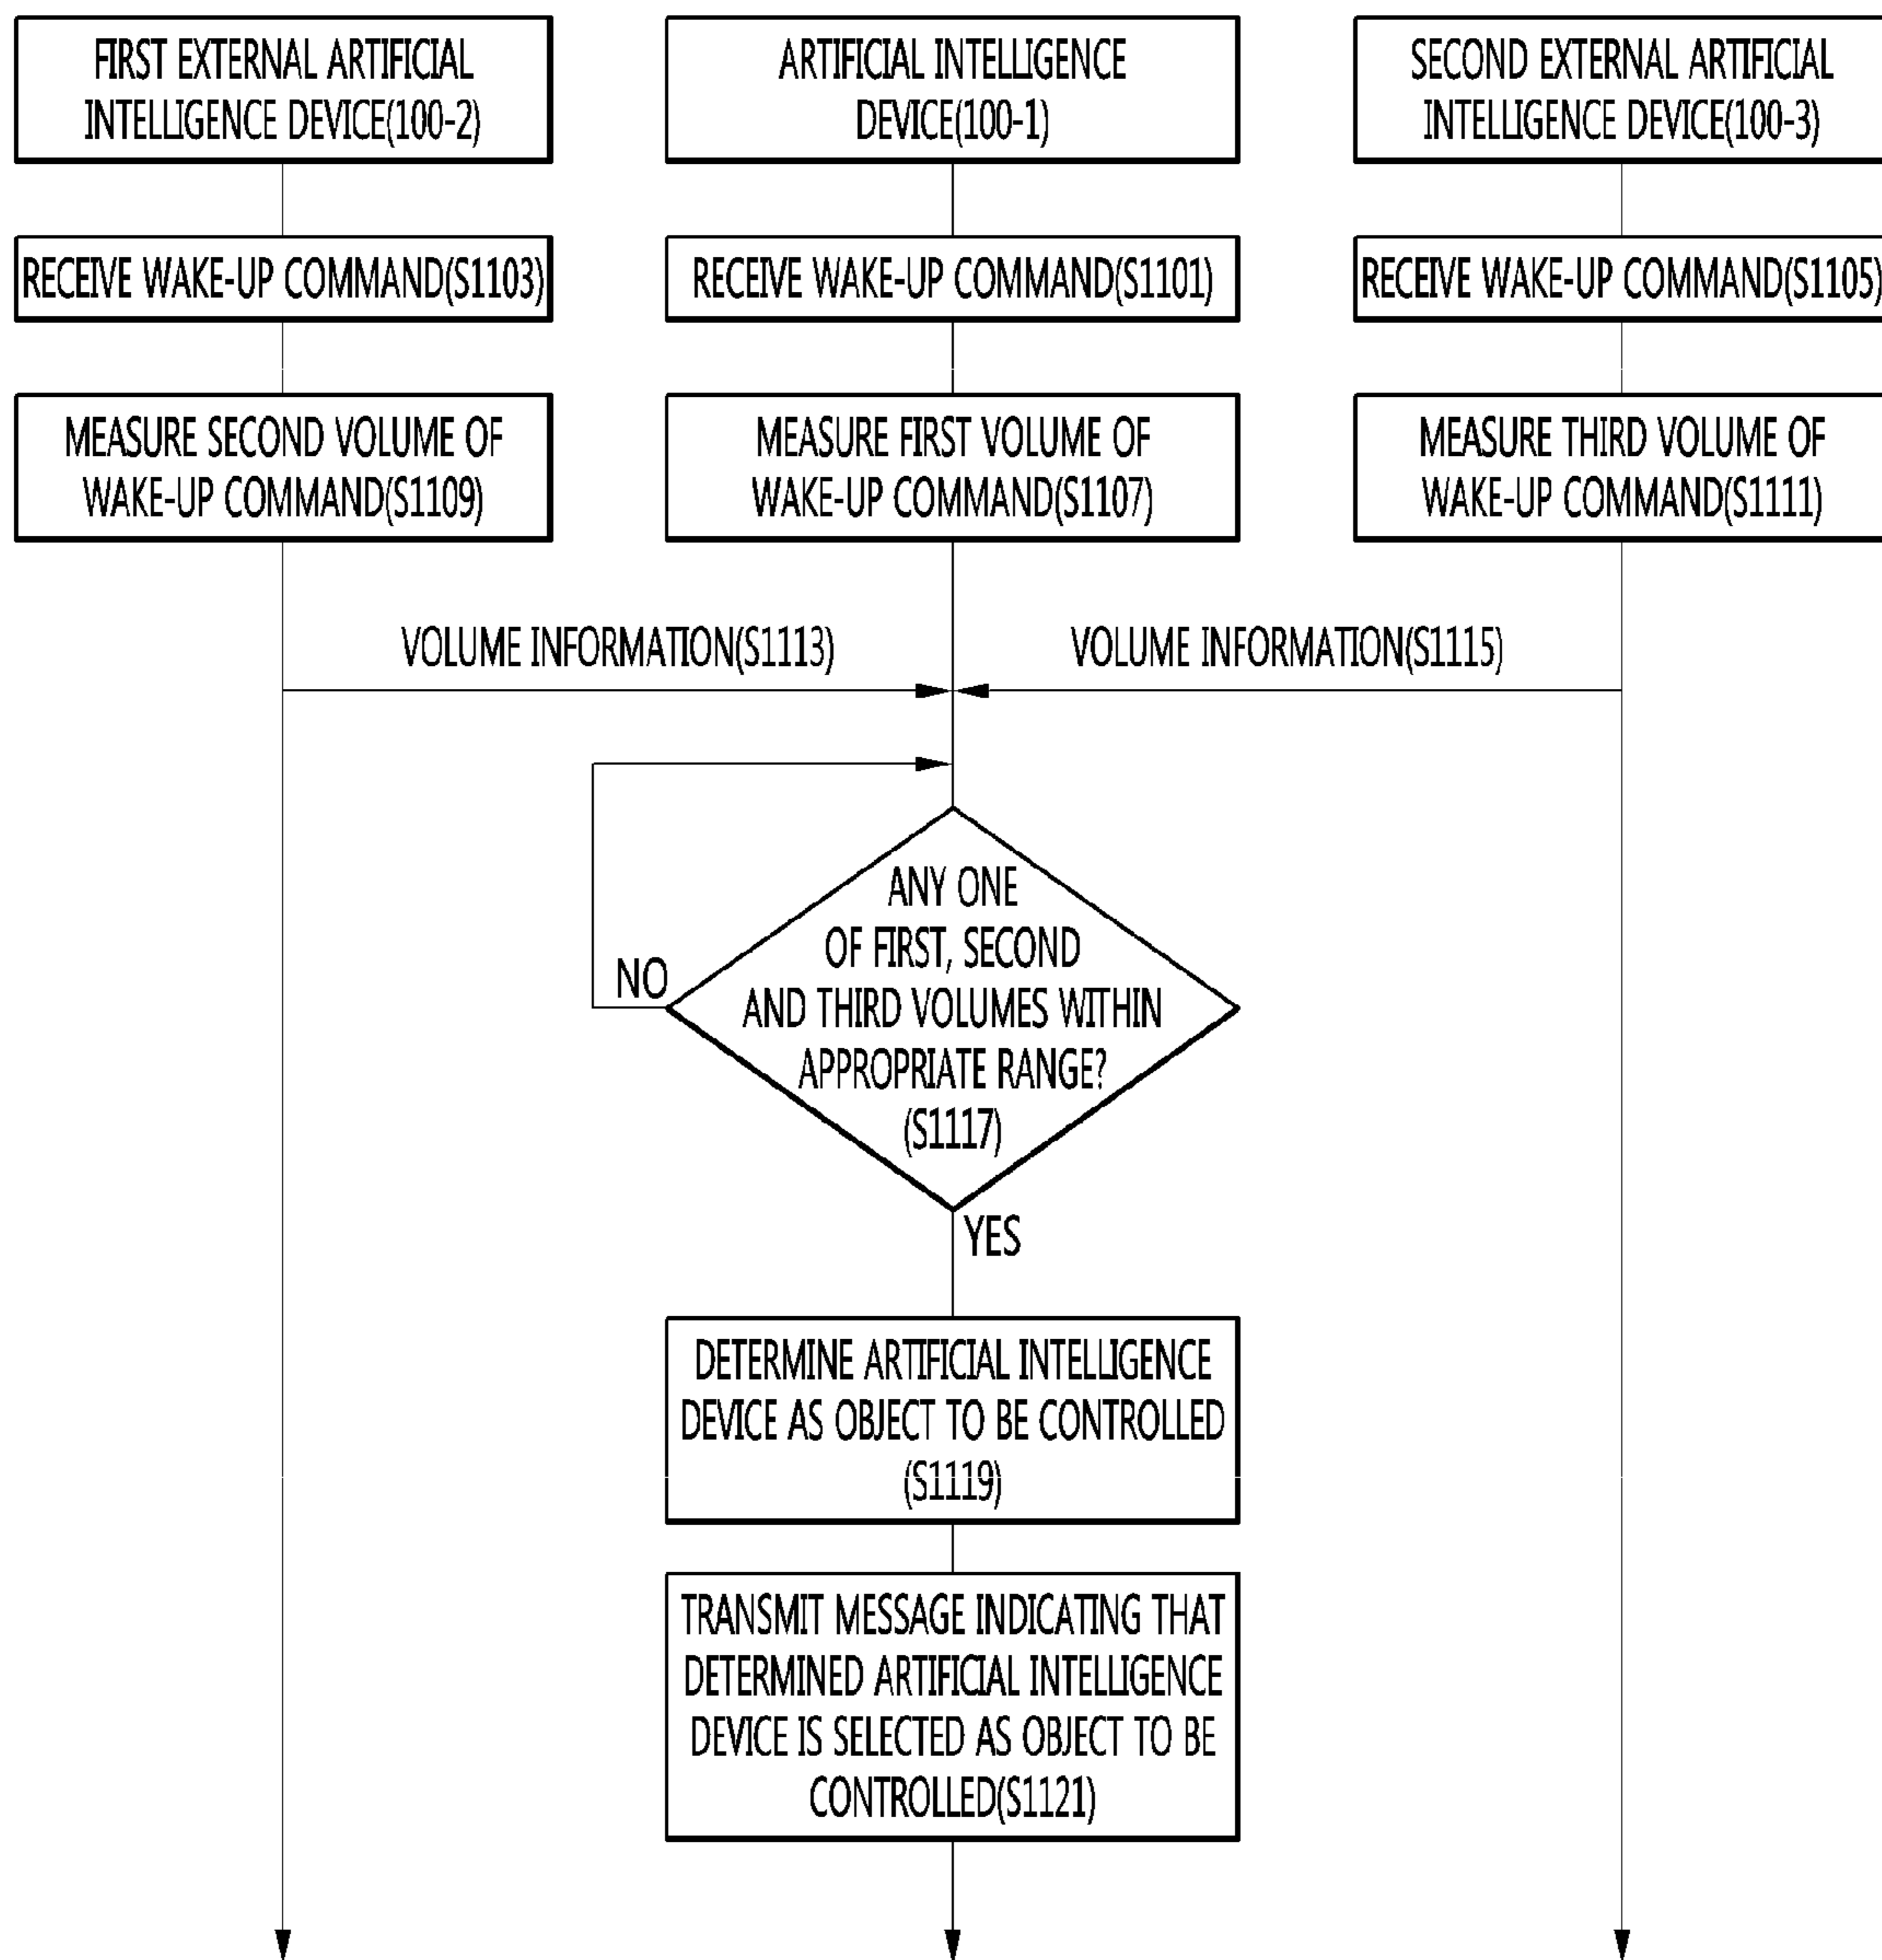 FIRST EXTERNAL ARTIFICIAL
INTELLIGENCE DEVICE(100-2)
ARTIFICIAL INTELLIGENCE
DEVICE(100-1)
SECOND EXTERNAL ARTIFICIAL
INTELLIGENCE DEVICE(100-3)
RECEIVE WAKE-UP COMMAND(S1103)
RECEIVE WAKE-UP COMMAND(S1101)
RECEIVE WAKE-UP COMMAND(S1105)
MEASURE SECOND VOLUME OF
WAKE-UP COMMAND(S1109)
MEASURE FIRST VOLUME OF
WAKE-UP COMMAND(S1107)
MEASURE THIRD VOLUME OF
WAKE-UP COMMAND(S1111)
VOLUME INFORMATION(S1113)
VOLUME INFORMATION(S1115)
ANY ONE
OF FIRST, SECOND
AND THIRD VOLUMES WITHIN
APPROPRIATE RANGE?
(S1117)
NO
YES
DETERMINE ARTIFICIAL INTELLIGENCE
DEVICE AS OBJECT TO BE CONTROLLED
(S1119)
TRANSMIT MESSAGE INDICATING THAT
DETERMINED ARTIFICIAL INTELLIGENCE
DEVICE IS SELECTED AS OBJECT TO BE
CONTROLLED(S1121)